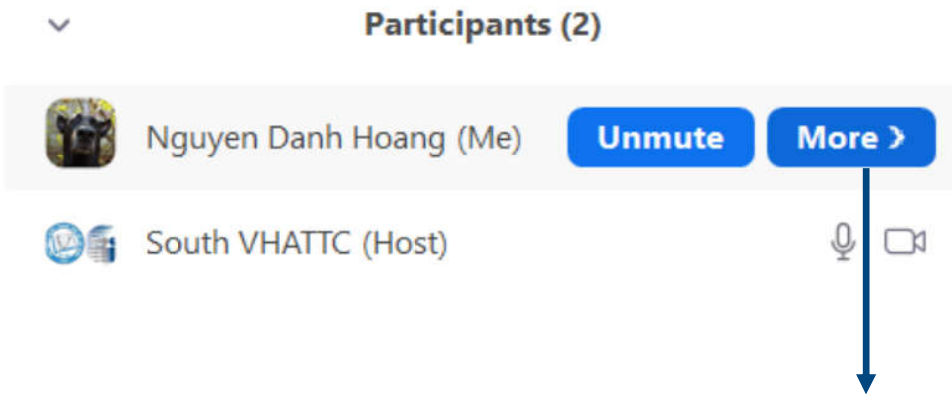 Participants (2)
Nguyen Danh Hoang (Me) Unmute More
South VHATTC (Host)